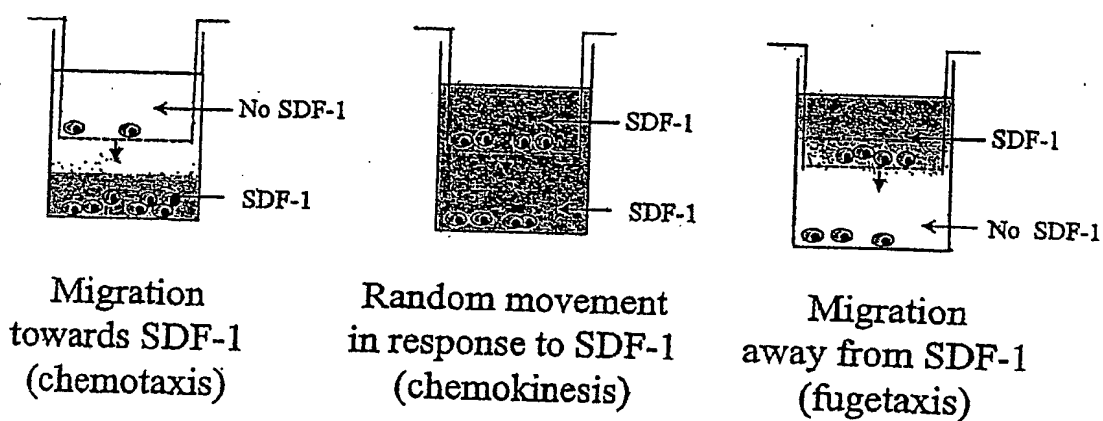 No SDF-1
SDF-1
Migration
towards SDF-1
(chemotaxis)
SDF-1
SDF-1
Random movement
in response to SDF-1
(chemokinesis)
SDF-1
No SDF-1
Migration
away from SDF-1
(fugetaxis)